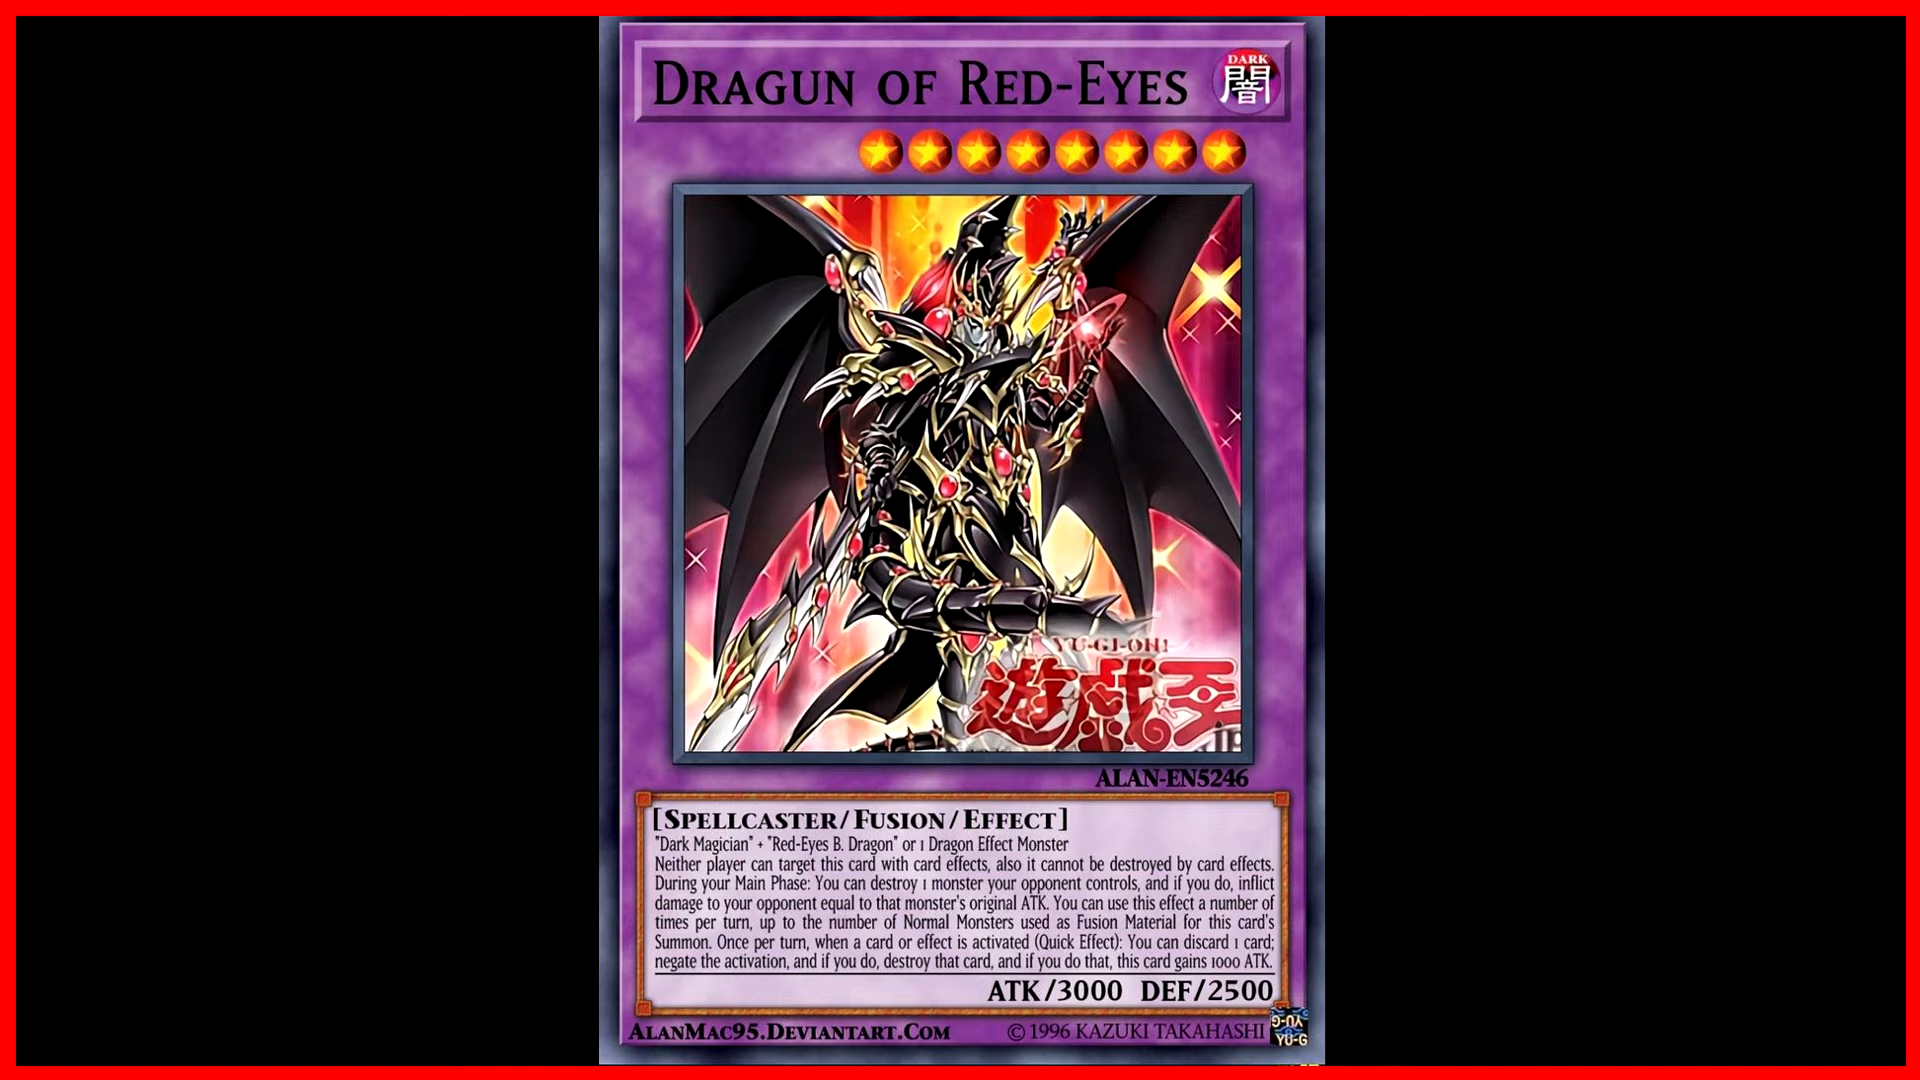 DRAGUN OF RED-EYES
DARK
闇
YU-GI-OH!
遊戯王
ALAN-EN5246
[SPELLCASTER/FUSION/EFFECT]
"Dark Magician" + "Red-Eyes B. Dragon" or 1 Dragon Effect Monster
Neither player can target this card with card effects, also it cannot be destroyed by card effects.
During your Main Phase: You can destroy 1 monster your opponent controls, and if you do, inflict
damage to your opponent equal to that monster's original ATK. You can use this effect a number of
times per turn, up to the number of Normal Monsters used as Fusion Material for this card's
Summon. Once per turn, when a card or effect is activated (Quick Effect): You can discard 1 card;
negate the activation, and if you do, destroy that card, and if you do that, this card gains 1000 ATK.
ATK/3000 DEF/2500
ALANMAC95.DEVIANTART.COM
© 1996 KAZUKI TAKAHASHI